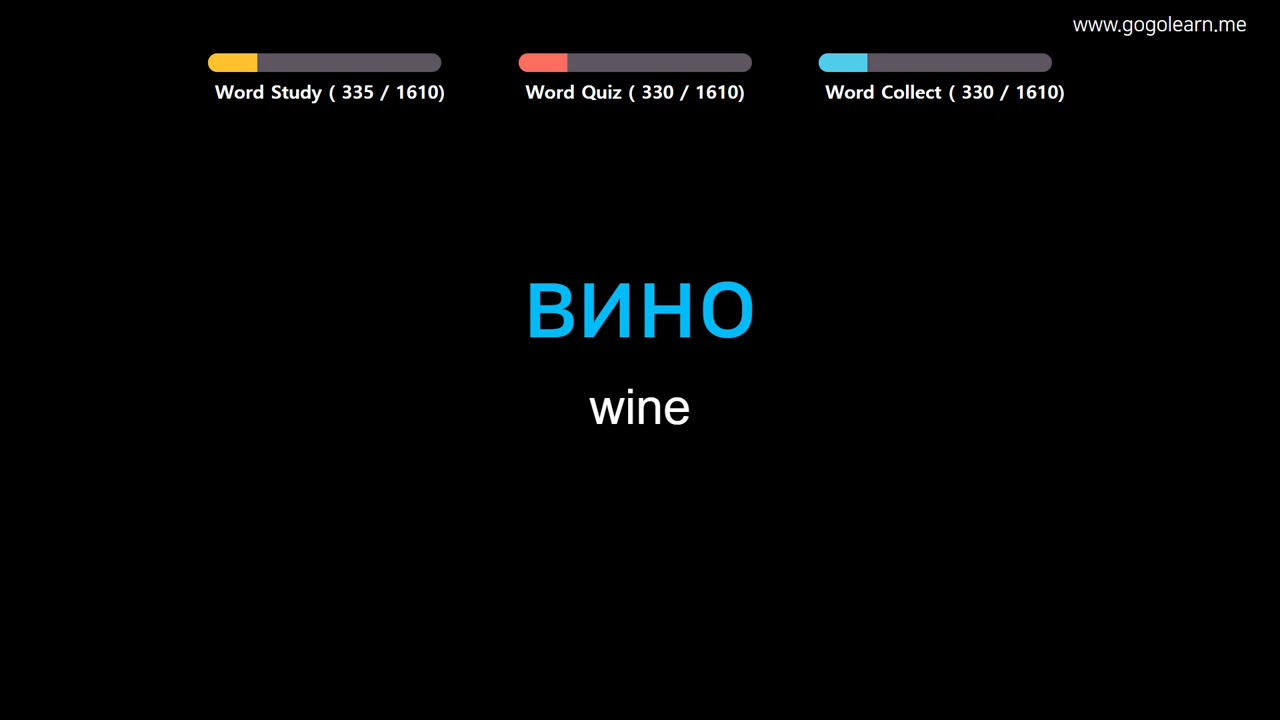 www.gogolearn.me
Word Study ( 335 / 1610)
Word Quiz ( 330 / 1610)
Word Collect ( 330 / 1610)
вино
wine